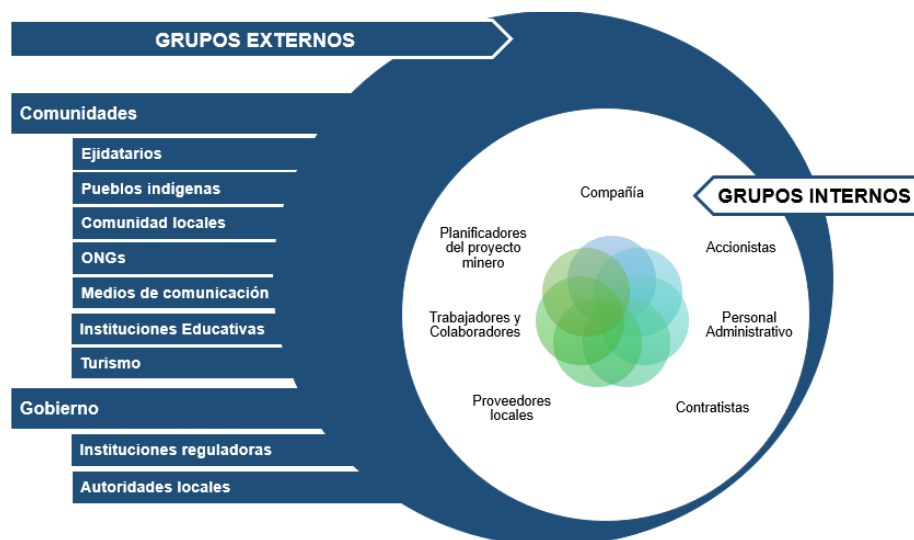 GRUPOS EXTERNOS
Comunidades
Ejidatarios
Pueblos indígenas
Comunidad locales
ONGs
Medios de comunicación
Instituciones Educativas
Turismo
Gobierno
Instituciones reguladoras
Autoridades locales
GRUPOS INTERNOS
Compañía
Accionistas
Personal
Administrativo
Contratistas
Proveedores
locales
Trabajadores y
Colaboradores
Planificadores
del proyecto
minero